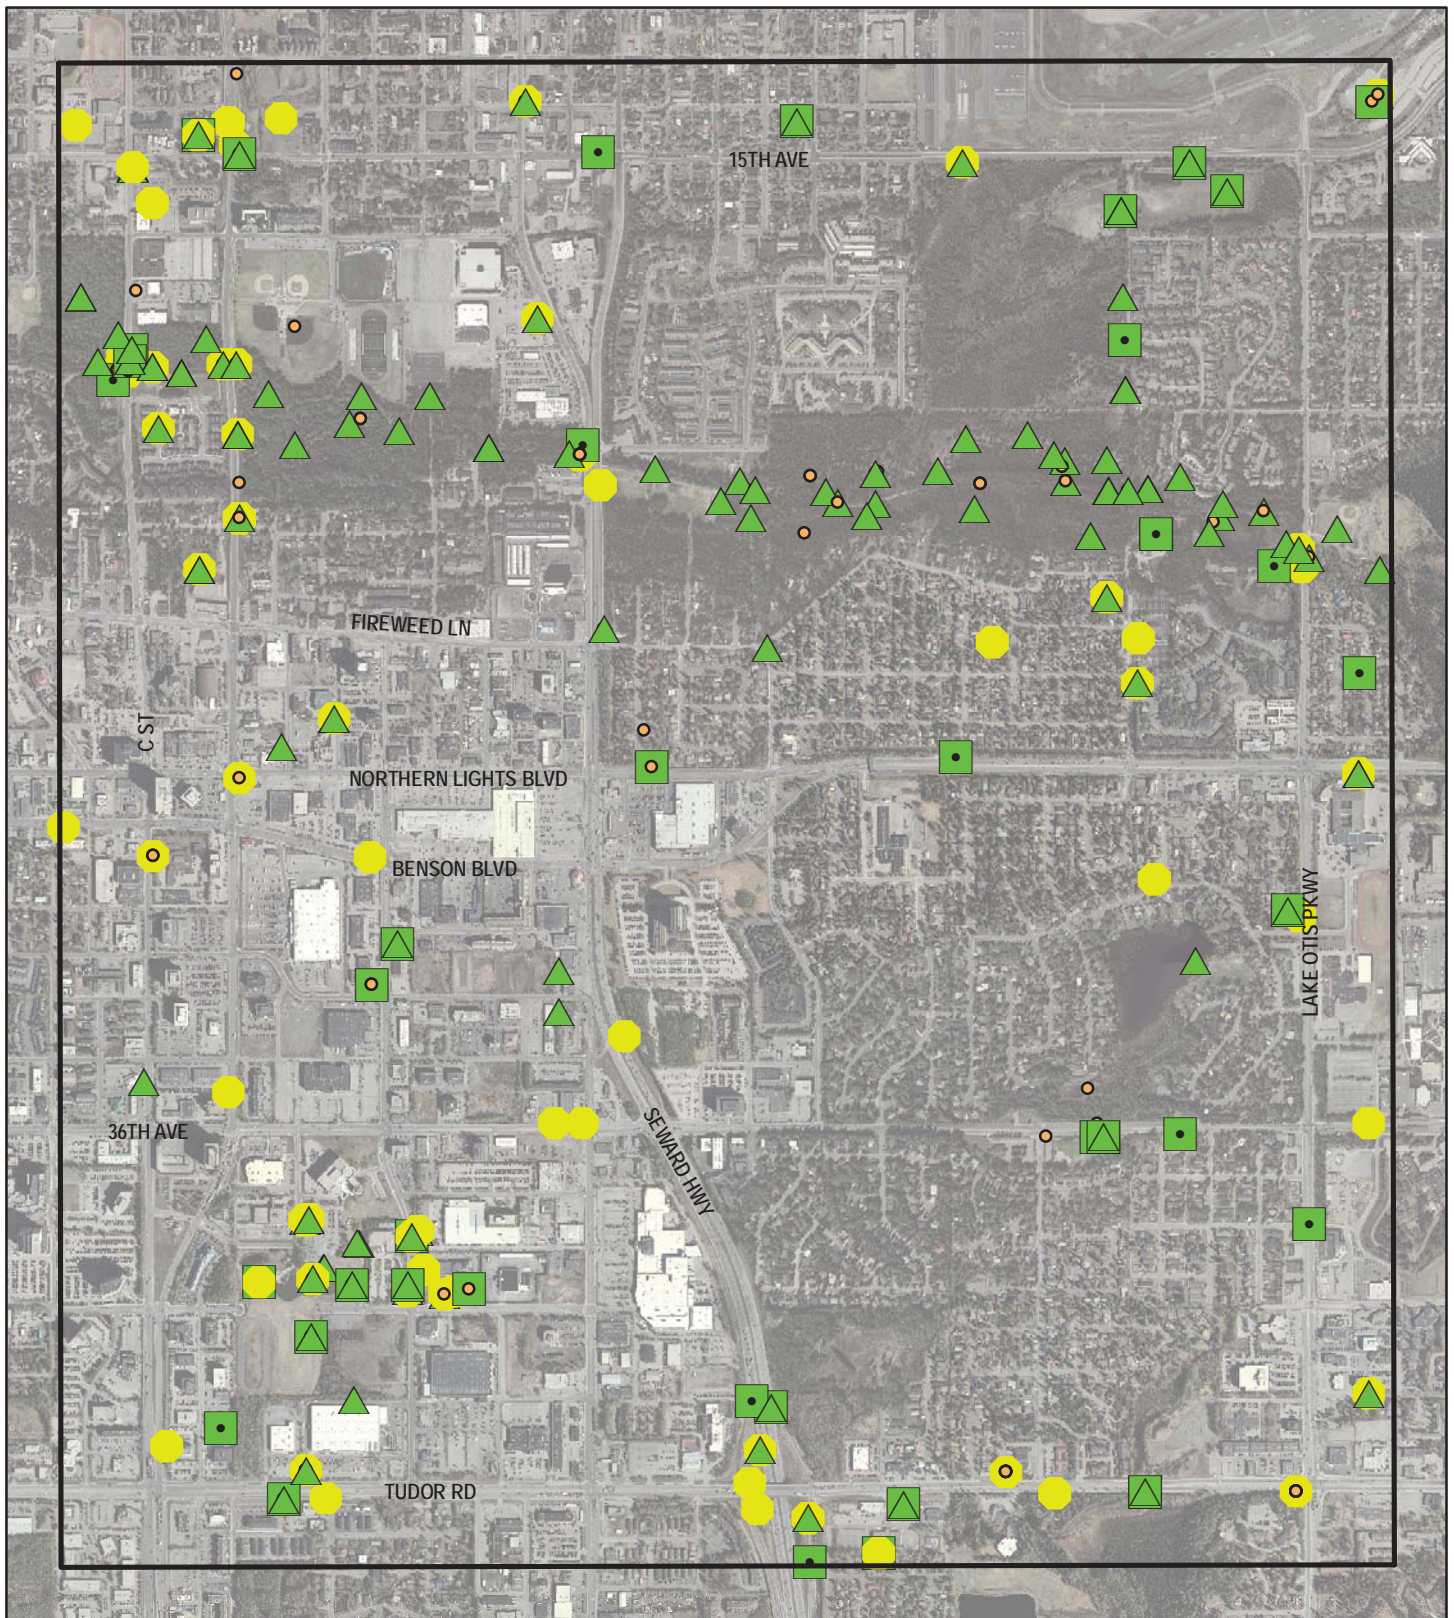 15TH AVE
FIREWEED LN
C ST
NORTHERN LIGHTS BLVD
BENSON BLVD
LAKE OTIS PKWY
36TH AVE
SEWARD HWY
TUDOR RD